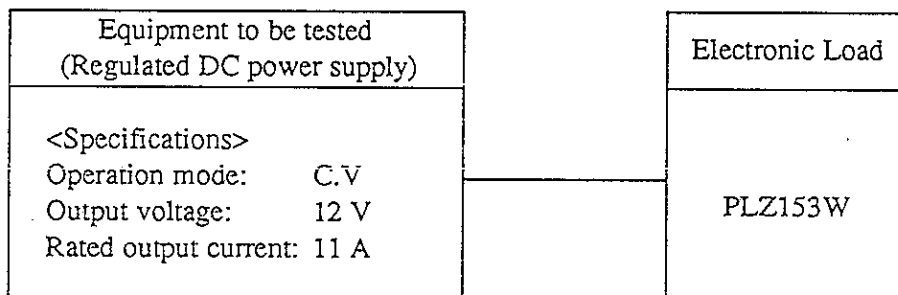 Equipment to be tested
(Regulated DC power supply)
<Specifications>
Operation mode: C.V
Output voltage: 12 V
Rated output current: 11 A
Electronic Load
PLZ153W